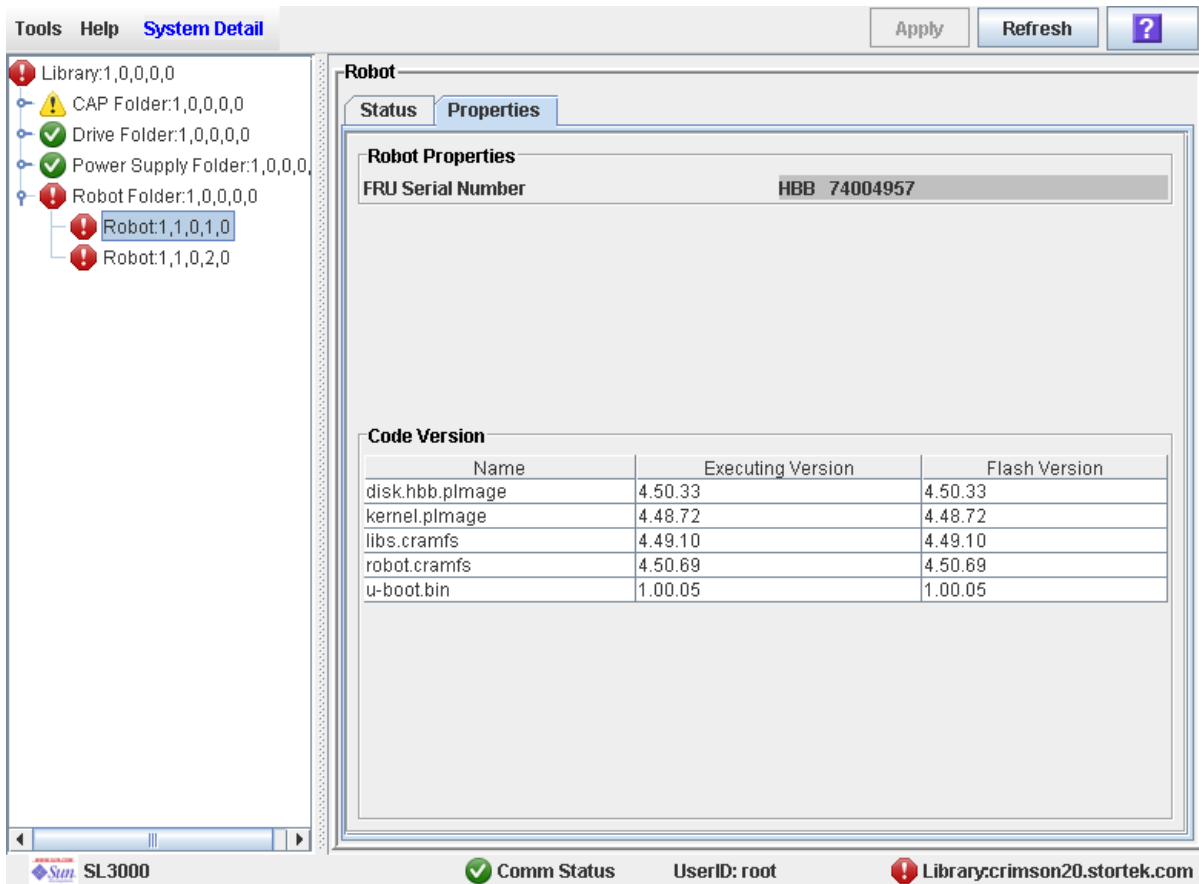 Tools Help System Detail Apply Refresh ?
Library:1,0,0,0,0
CAP Folder:1,0,0,0,0
Drive Folder:1,0,0,0,0
Power Supply Folder:1,0,0,0,
Robot Folder:1,0,0,0,0
Robot:1,1,0,1,0
Robot:1,1,0,2,0
Robot
Status Properties
Robot Properties
FRU Serial Number HBB 74004957
Code Version
Name Executing Version Flash Version
disk.hbb.pImage 4.50.33 4.50.33
kernel.pImage 4.48.72 4.48.72
libs.cramfs 4.49.10 4.49.10
robot.cramfs 4.50.69 4.50.69
u-boot.bin 1.00.05 1.00.05
Sun SL3000 Comm Status UserID: root Library:crimson20.stortek.com